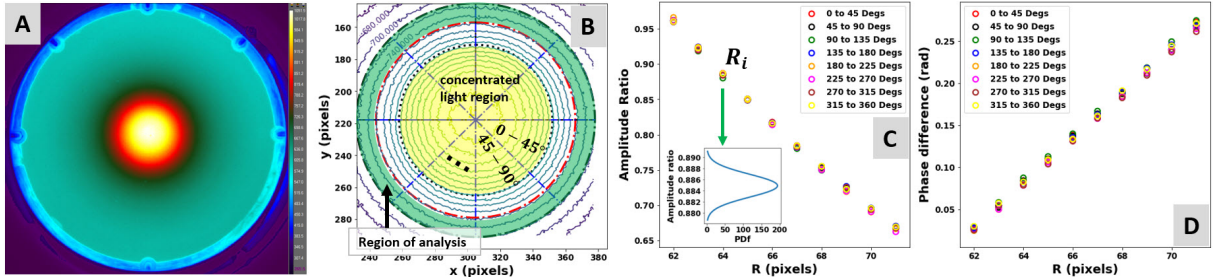 A
B
680.000
700.000
740.000
concentrated
light region
0 − 45°
45 − 90°
Region of analysis
140
160
180
200
220
240
260
280
y (pixels)
240
260
280
300
320
340
360
380
x (pixels)
C
0 to 45 Degs
45 to 90 Degs
90 to 135 Degs
135 to 180 Degs
180 to 225 Degs
225 to 270 Degs
270 to 315 Degs
315 to 360 Degs
R_i
0.95
0.90
0.85
0.80
0.75
0.70
0.65
Amplitude Ratio
0.890
0.888
0.886
0.884
0.882
0.880
Amplitude ratio
0 50 100 150 200
PDf
62 64 66 68 70
R (pixels)
D
0 to 45 Degs
45 to 90 Degs
90 to 135 Degs
135 to 180 Degs
180 to 225 Degs
225 to 270 Degs
270 to 315 Degs
315 to 360 Degs
0.25
0.20
0.15
0.10
0.05
Phase difference (rad)
62 64 66 68 70
R (pixels)